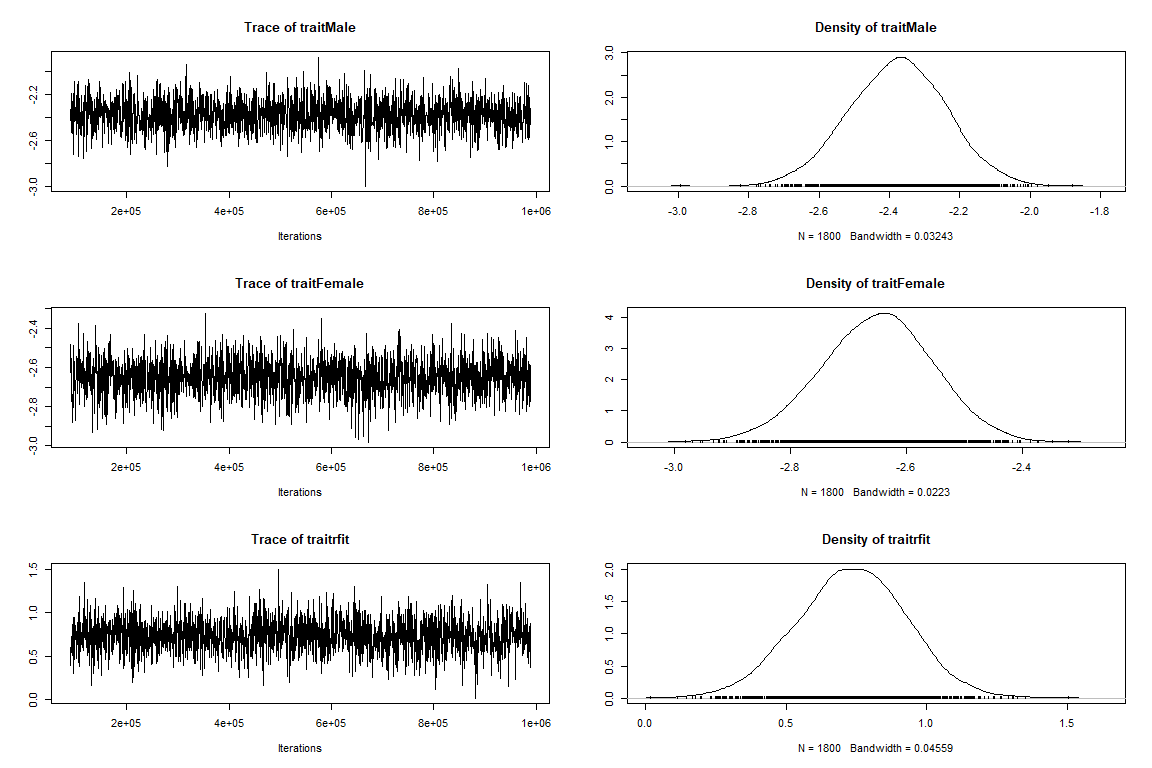 Trace of traitMale
-3.0 -2.6 -2.2
2e+05 4e+05 6e+05 8e+05 1e+06
Iterations
Density of traitMale
0.0 1.0 2.0 3.0
-3.0 -2.8 -2.6 -2.4 -2.2 -2.0 -1.8
N = 1800 Bandwidth = 0.03243
Trace of traitFemale
-3.0 -2.8 -2.6 -2.4
2e+05 4e+05 6e+05 8e+05 1e+06
Iterations
Density of traitFemale
0 1 2 3 4
-3.0 -2.8 -2.6 -2.4
N = 1800 Bandwidth = 0.0223
Trace of traitrfit
0.0 0.5 1.0 1.5
2e+05 4e+05 6e+05 8e+05 1e+06
Iterations
Density of traitrfit
0.0 0.5 1.0 1.5 2.0
0.0 0.5 1.0 1.5
N = 1800 Bandwidth = 0.04559